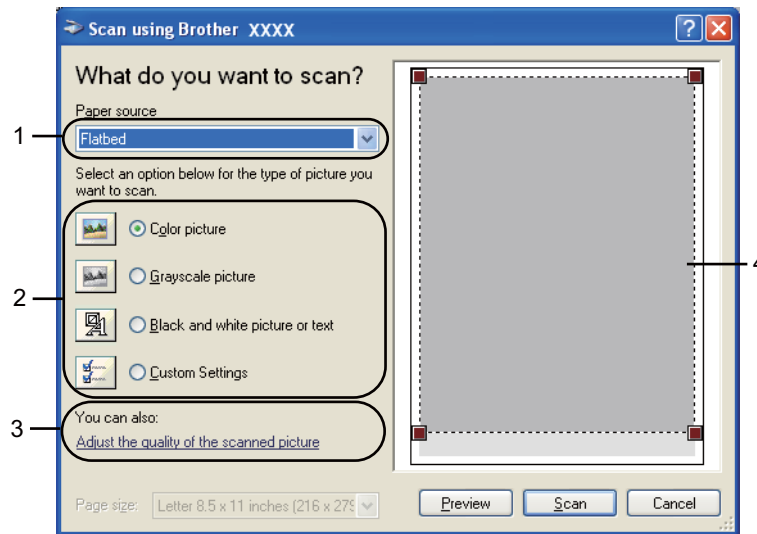 Scan using Brother XXXX
What do you want to scan?
Paper source
1
Flatbed
Select an option below for the type of picture you
want to scan.
Color picture
Grayscale picture
2
Black and white picture or text
Custom Settings
3
You can also:
Adjust the quality of the scanned picture
4
Page size: Letter 8.5 x 11 inches (216 x 279
Preview Scan Cancel